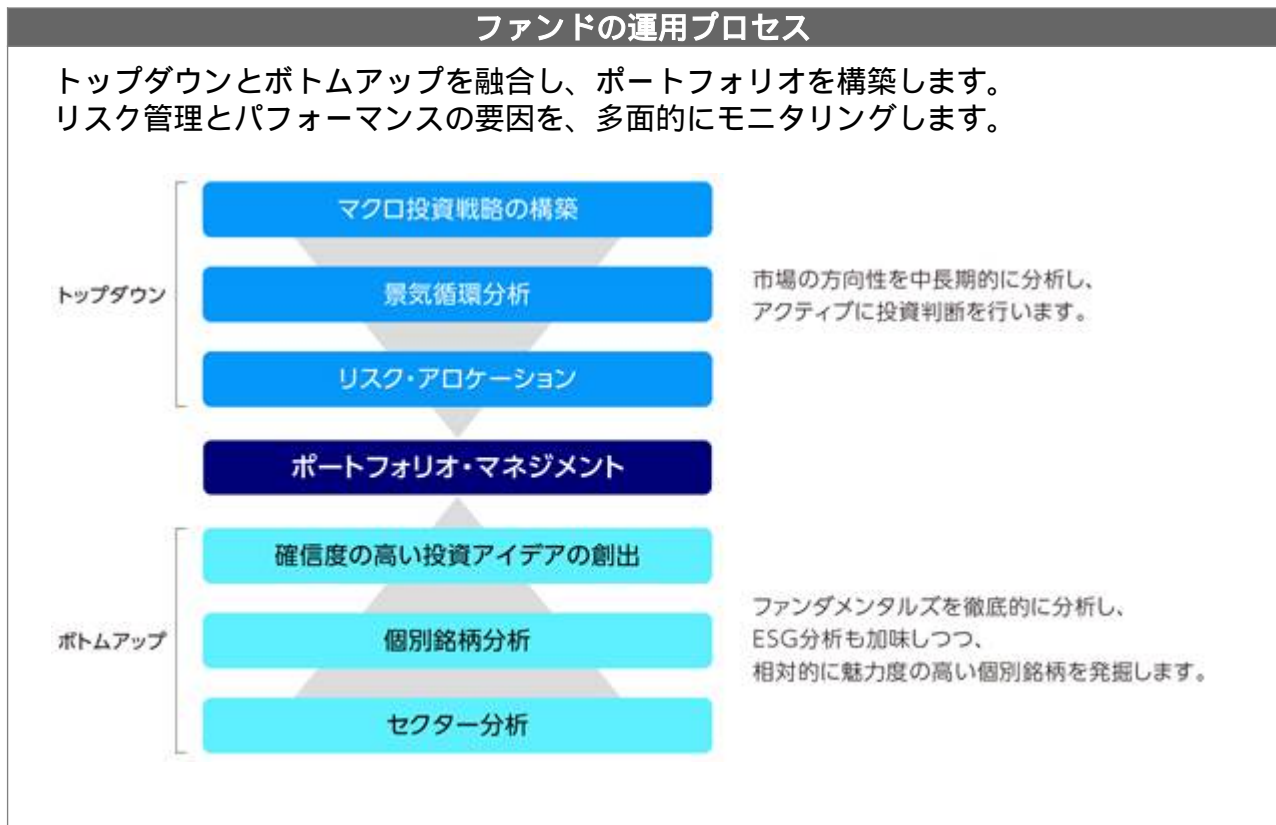 ファンドの運用プロセス
トップダウンとボトムアップを融合し、ポートフォリオを構築します。
リスク管理とパフォーマンスの要因を、多面的にモニタリングします。
トップダウン
マクロ投資戦略の構築
景気循環分析
リスク・アロケーション
市場の方向性を中長期的に分析し、
アクティブに投資判断を行います。
ポートフォリオ・マネジメント
ボトムアップ
確信度の高い投資アイデアの創出
個別銘柄分析
セクター分析
ファンダメンタルズを徹底的に分析し、
ESG分析も加味しつつ、
相対的に魅力度の高い個別銘柄を発掘します。